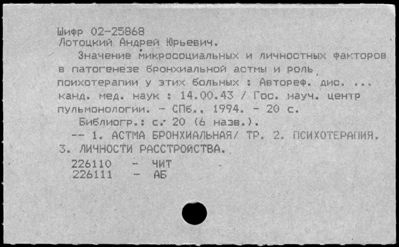 Шифр 02-25868
Лотоцкий Андрей Юрьевич.
Значение микросоциальных и личностных факторов
в патогенезе бронхиальной астмы и роль
психотерапии у этих больных : Автореф. дис. ...
канд. мед. наук : 14.00.43 / Гос. науч. центр
пульмонологии. - СПб., 1994. - 20 с.
Библиогр.: с. 20 (6 назв.).
-- 1. АСТМА БРОНХИАЛЬНАЯ/ ТР. 2. ПСИХОТЕРАПИЯ.
3. ЛИЧНОСТИ РАССТРОЙСТВА.
226110 - ЧИТ
226111 - АБ